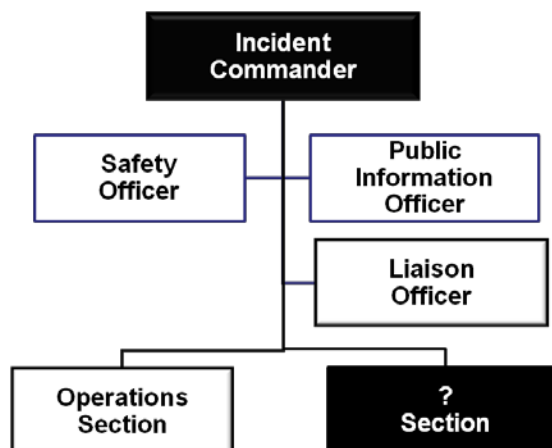 Incident
Commander
Safety
Officer
Public
Information
Officer
Liaison
Officer
Operations
Section
?
Section